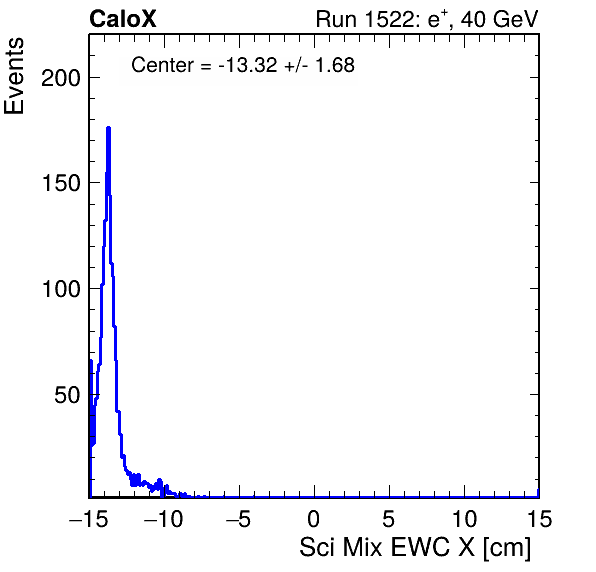 CaloX Run 1522: e⁺, 40 GeV
Center = -13.32 +/- 1.68
Events
200
150
100
50
−15 −10 −5 0 5 10 15
Sci Mix EWC X [cm]